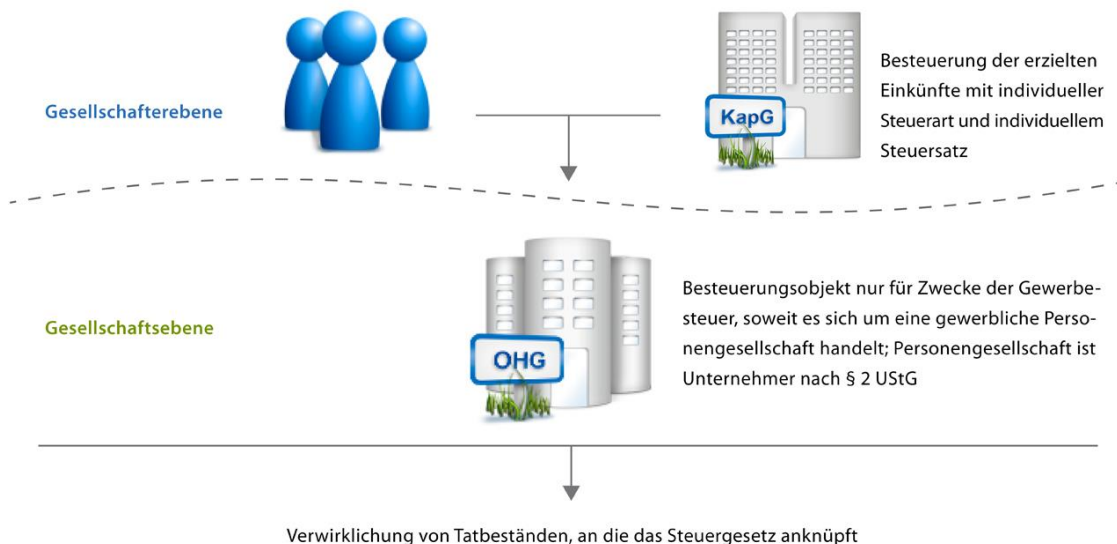 Gesellschafterebene
KapG
Besteuerung der erzielten
Einkünfte mit individueller
Steuerart und individuellem
Steuersatz
Gesellschaftsebene
OHG
Besteuerungsobjekt nur für Zwecke der Gewerbe-
steuer, soweit es sich um eine gewerbliche Perso-
nengesellschaft handelt; Personengesellschaft ist
Unternehmer nach § 2 UStG
Verwirklichung von Tatbeständen, an die das Steuergesetz anknüpft